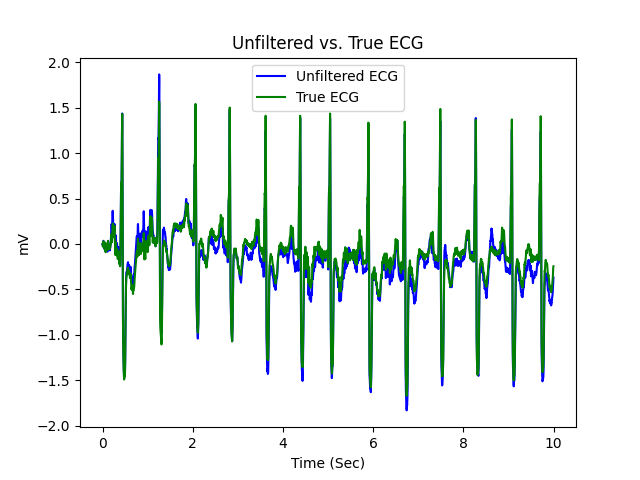 Unfiltered vs. True ECG
Unfiltered ECG
True ECG
2.0
1.5
1.0
0.5
0.0
−0.5
−1.0
−1.5
−2.0
mV
0 2 4 6 8 10
Time (Sec)